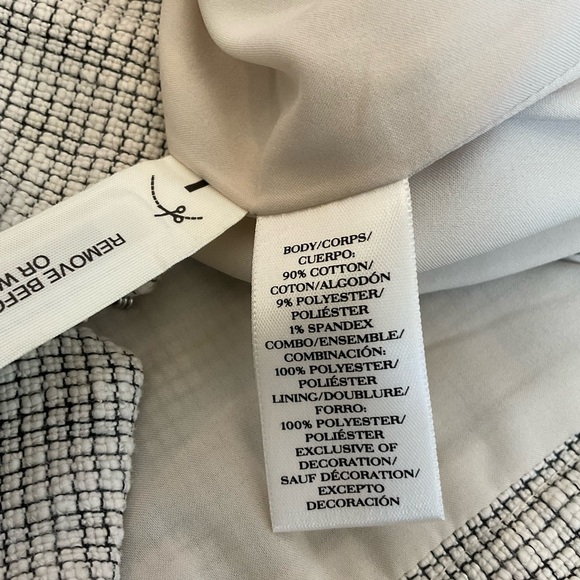 REMOVE BEFO
OR W
BODY/CORPS/
CUERPO:
90% COTTON/
COTON/ALGODÓN
9% POLYESTER/
POLIÉSTER
1% SPANDEX
COMBO/ENSEMBLE/
COMBINACIÓN:
100% POLYESTER/
POLIÉSTER
LINING/DOUBLURE/
FORRO:
100% POLYESTER/
POLIÉSTER
EXCLUSIVE OF
DECORATION/
SAUF DÉCORATION/
EXCEPTO
DECORACIÓN